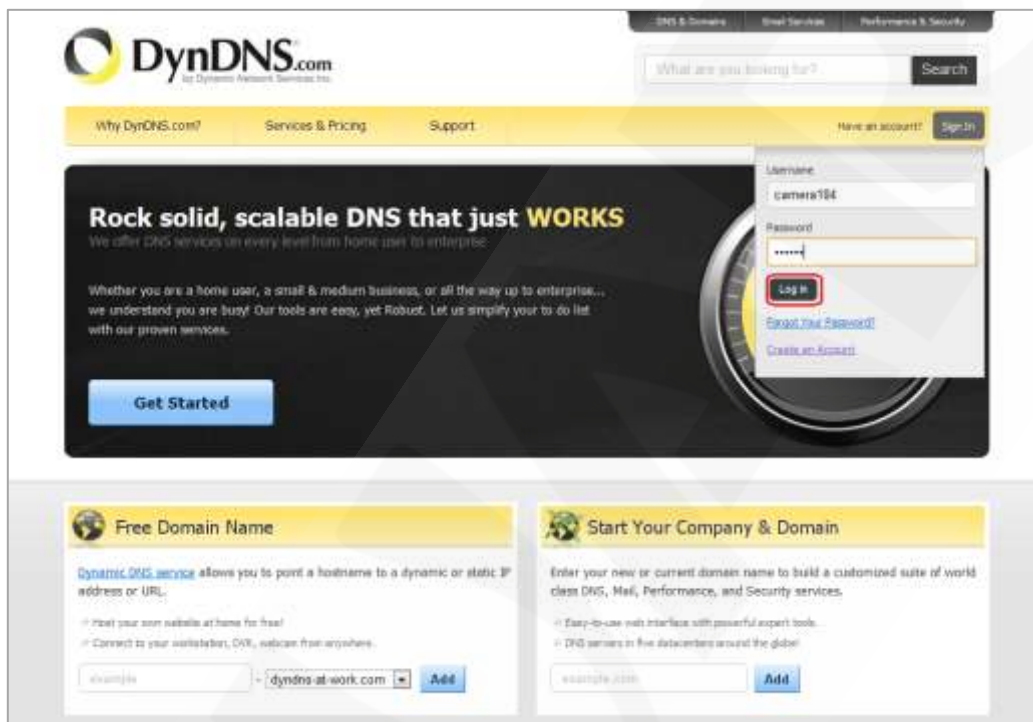 DNS & Domains Email Services Performance & Security
DynDNS.com
by Dynamic Network Services Inc.
What are you looking for? Search
Why DynDNS.com? Services & Pricing Support Have an account? Sign In
Username
camera104
Password
••••••
Log in
Forgot Your Password?
Create an Account
Rock solid, scalable DNS that just WORKS
We offer DNS services on every level from home user to enterprise
Whether you are a home user, a small & medium business, or all the way up to enterprise...
we understand you are busy! Our tools are easy, yet Robust. Let us simplify your to do list
with our proven services.
Get Started
Free Domain Name
Dynamic DNS service allows you to point a hostname to a dynamic or static IP
address or URL.
Host your own website at home for free!
Connect to your workstation, DVR, webcam from anywhere.
example - dyndns-at-work.com Add
Start Your Company & Domain
Enter your new or current domain name to build a customized suite of world
class DNS, Mail, Performance, and Security services.
Easy-to-use web interface with powerful expert tools.
DNS servers in five datacenters around the globe!
example.com Add